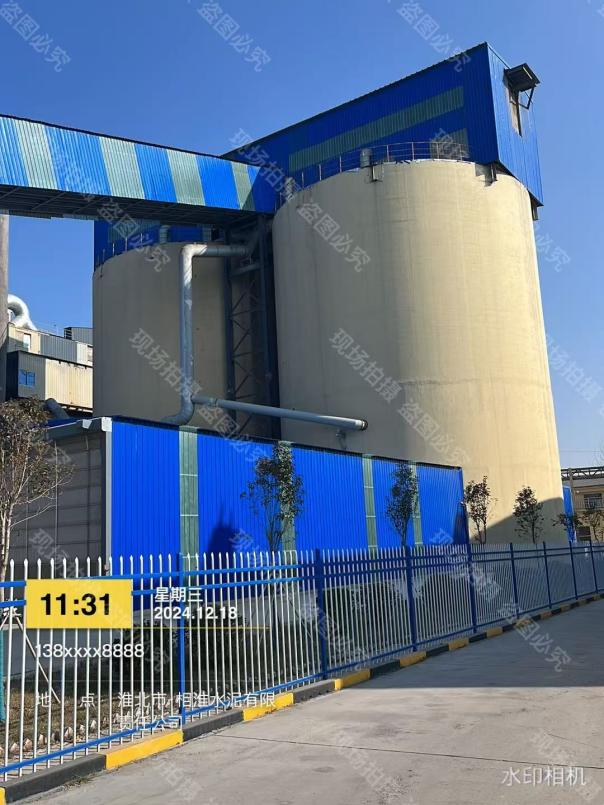 11:31
星期三
2024.12.18
138xxxx8888
地 点 淮北市·相淮水泥有限
责任公司
水印相机
现场拍摄 盗图必究